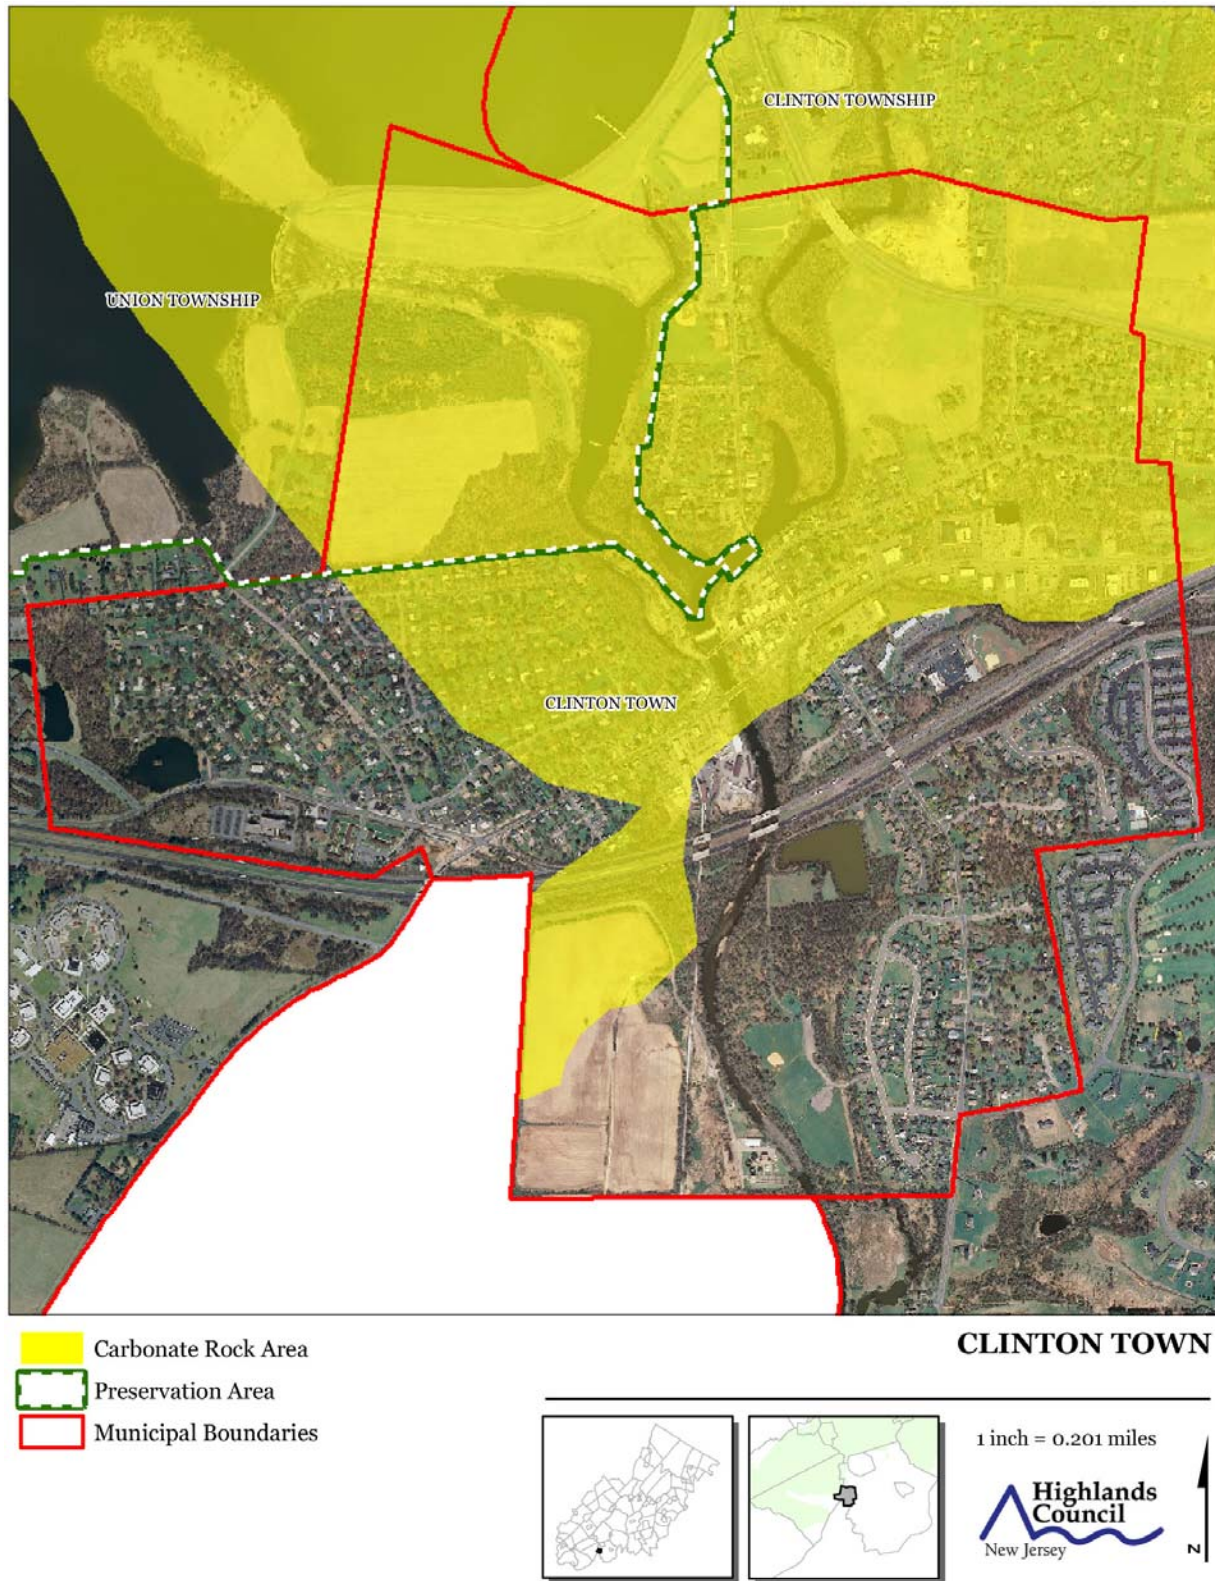 CLINTON TOWNSHIP
UNION TOWNSHIP
CLINTON TOWN
Carbonate Rock Area
Preservation Area
Municipal Boundaries
CLINTON TOWN
1 inch = 0.201 miles
Highlands
Council
New Jersey
N